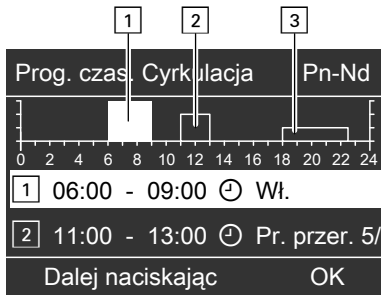 1 2 3
Prog. czas. Cyrkulacja Pn-Nd
0 2 4 6 8 10 12 14 16 18 20 22 24
1 06:00 - 09:00 Wł.
2 11:00 - 13:00 Pr. przer. 5/
Dalej naciskając OK